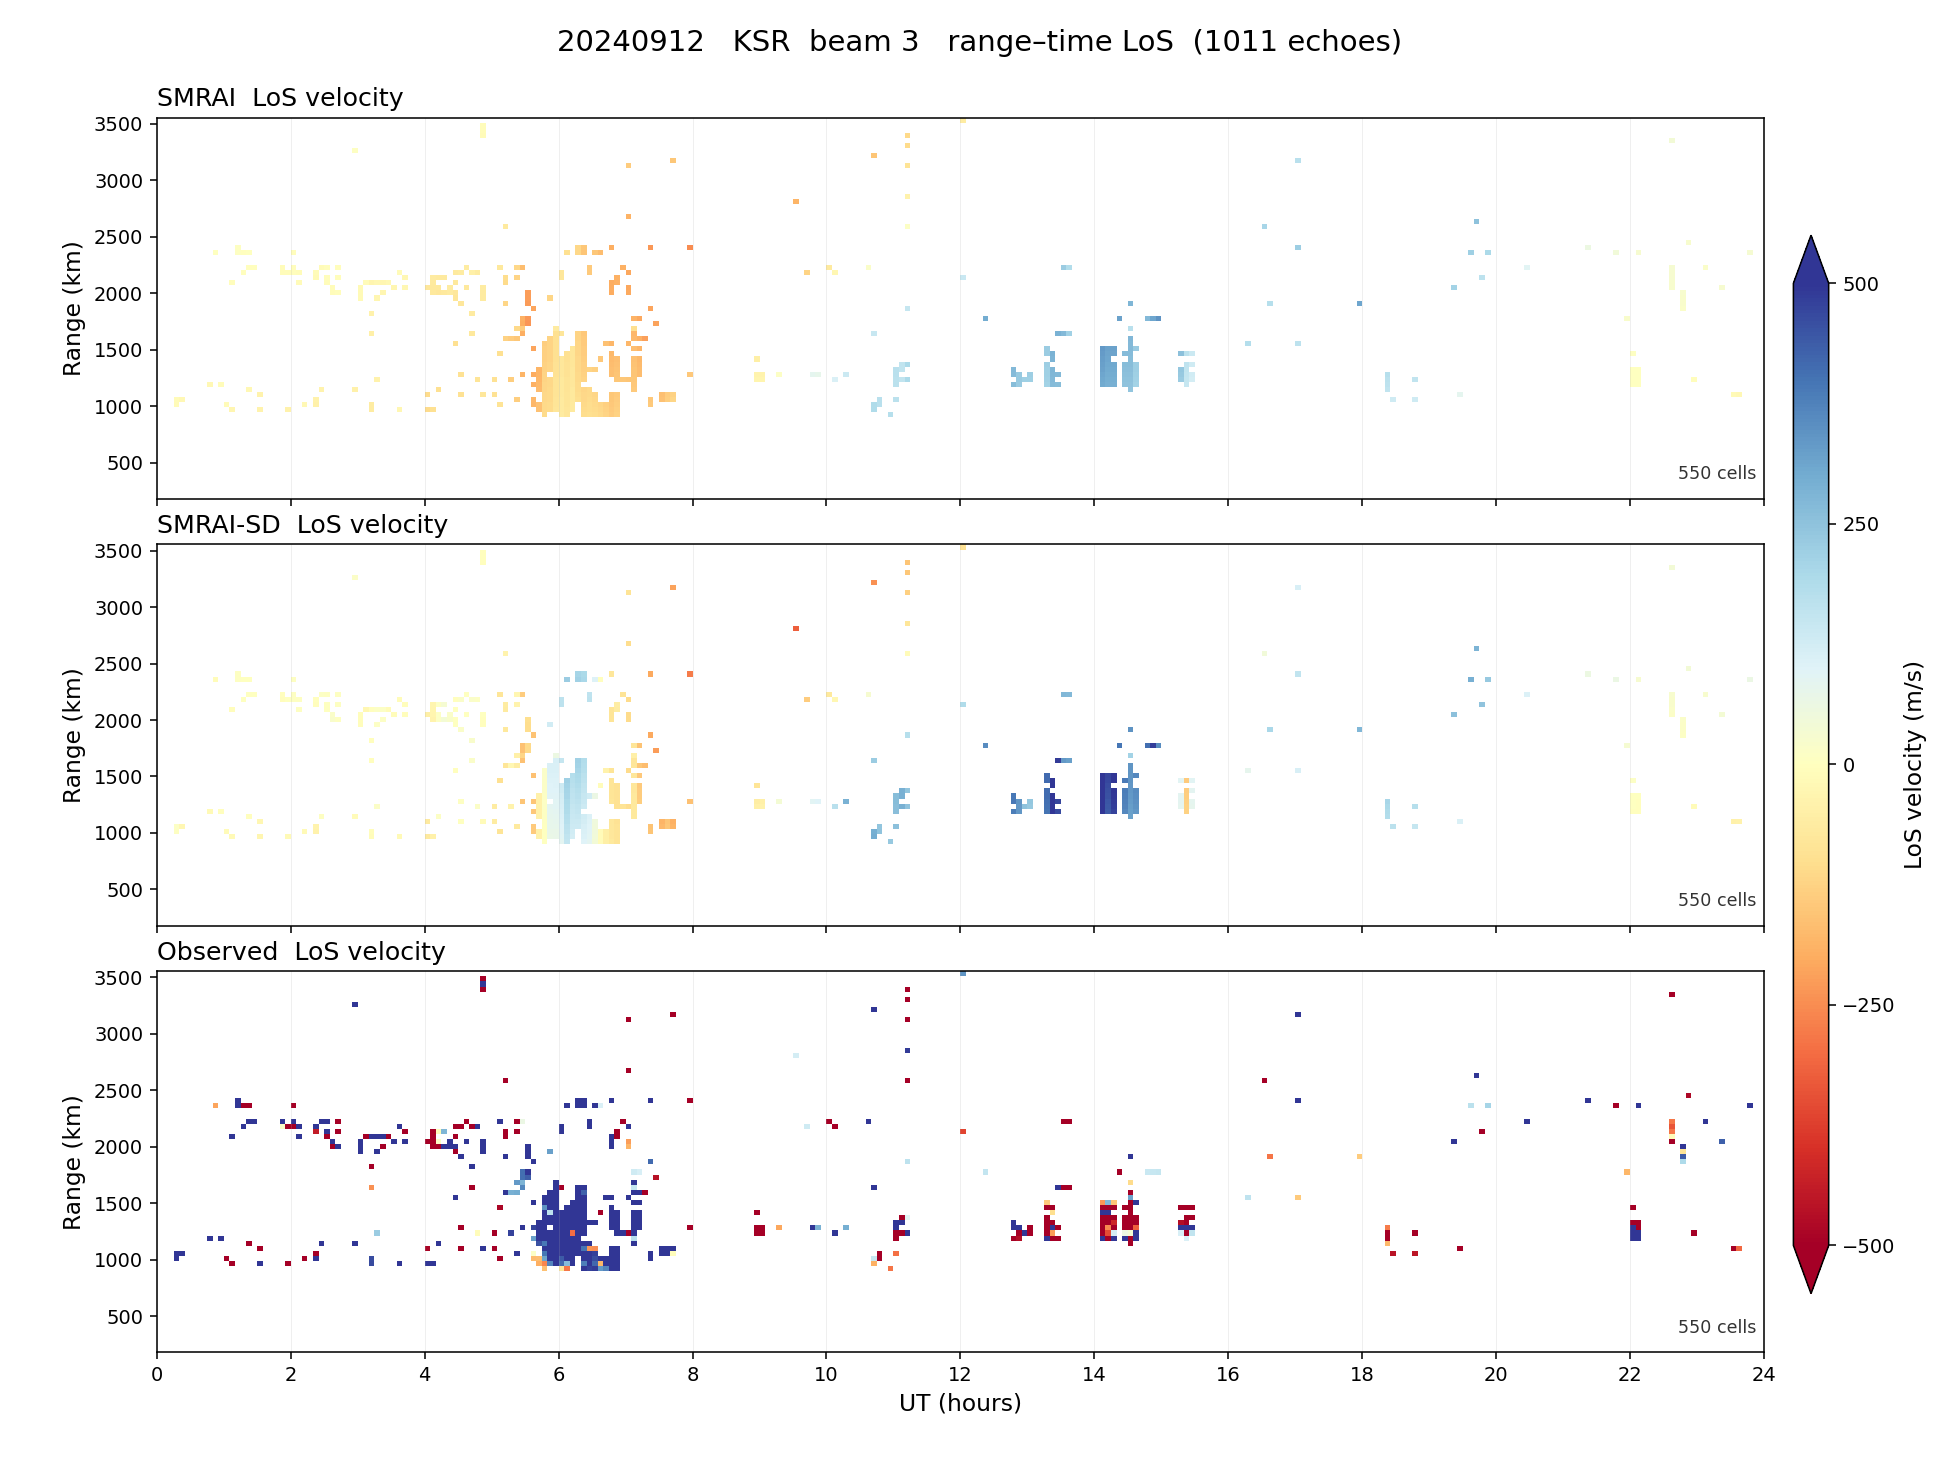 20240912   KSR  beam 3   range–time LoS  (1011 echoes)
SMRAI  LoS velocity
3500
3000
2500
2000
1500
1000
500
Range (km)
550 cells
SMRAI-SD  LoS velocity
3500
3000
2500
2000
1500
1000
500
Range (km)
550 cells
Observed  LoS velocity
3500
3000
2500
2000
1500
1000
500
Range (km)
550 cells
0 2 4 6 8 10 12 14 16 18 20 22 24
UT (hours)
500
250
0
−250
−500
LoS velocity (m/s)